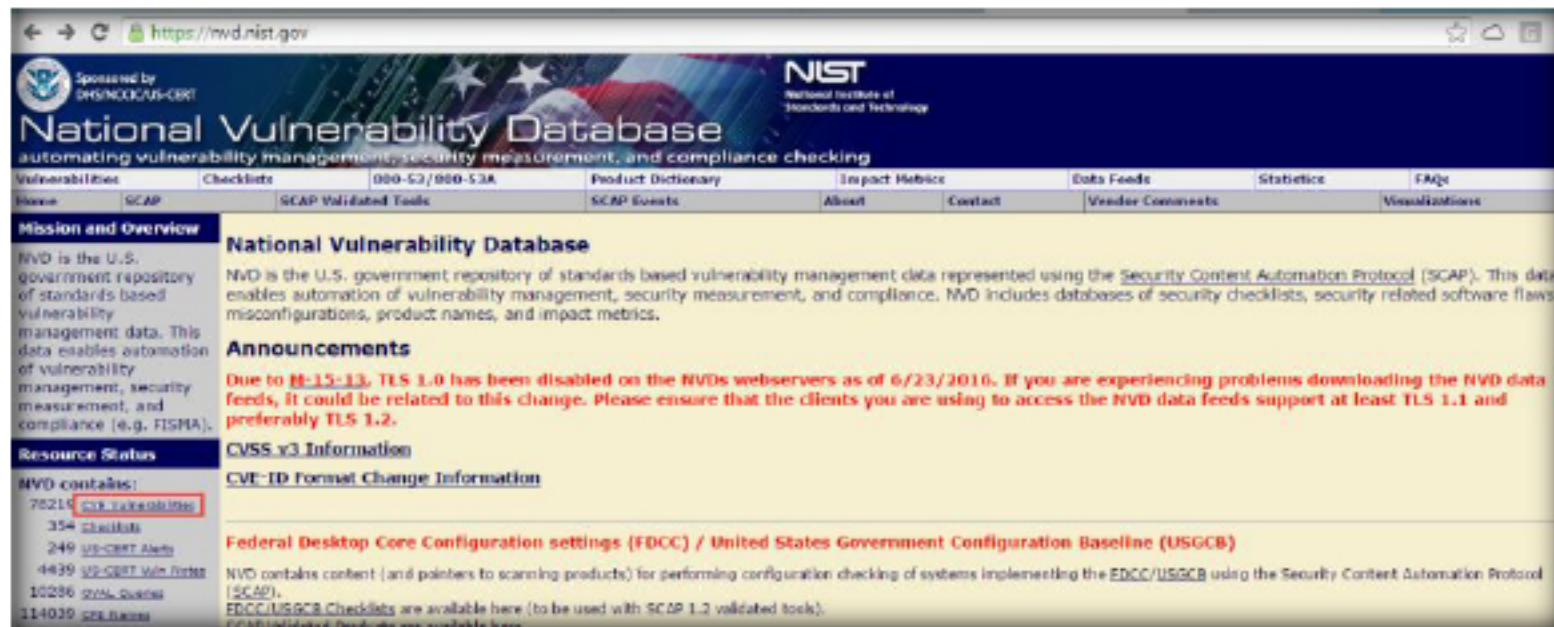 https://nvd.nist.gov
Sponsored by
DHS/NCCIC/US-CERT
NIST
National Institute of
Standards and Technology
National Vulnerability Database
automating vulnerability management, security measurement, and compliance checking
Vulnerabilities Checklists 800-53/800-53A Product Dictionary Impact Metrics Data Feeds Statistics FAQs
Home SCAP SCAP Validated Tools SCAP Events About Contact Vendor Comments Visualizations
Mission and Overview
NVD is the U.S.
government repository
of standards based
vulnerability
management data. This
data enables automation
of vulnerability
management, security
measurement, and
compliance (e.g. FISMA).
Resource Status
NVD contains:
78219 CVE Vulnerabilities
354 Checklists
249 US-CERT Alerts
4439 US-CERT Vuln Notes
10286 OVAL Queries
114039 CPE Names
National Vulnerability Database
NVD is the U.S. government repository of standards based vulnerability management data represented using the Security Content Automation Protocol (SCAP). This data
enables automation of vulnerability management, security measurement, and compliance. NVD includes databases of security checklists, security related software flaws
misconfigurations, product names, and impact metrics.
Announcements
Due to M-15-13, TLS 1.0 has been disabled on the NVDs webservers as of 6/23/2016. If you are experiencing problems downloading the NVD data
feeds, it could be related to this change. Please ensure that the clients you are using to access the NVD data feeds support at least TLS 1.1 and
preferably TLS 1.2.
CVSS v3 Information
CVE-ID Format Change Information
Federal Desktop Core Configuration settings (FDCC) / United States Government Configuration Baseline (USGCB)
NVD contains content (and pointers to scanning products) for performing configuration checking of systems implementing the FDCC/USGCB using the Security Content Automation Protocol
(SCAP).
FDCC/USGCB Checklists are available here (to be used with SCAP 1.2 validated tools).
SCAP Validated Products are available here